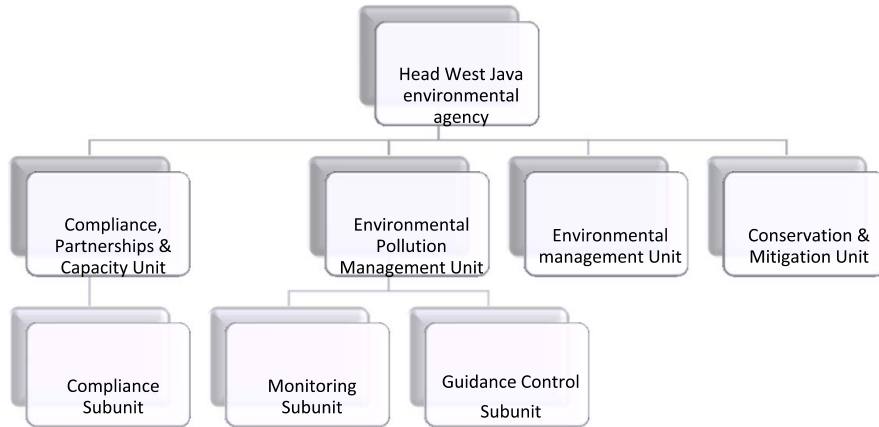 Head West Java
environmental
agency
Compliance,
Partnerships &
Capacity Unit
Environmental
Pollution
Management Unit
Environmental
management Unit
Conservation &
Mitigation Unit
Compliance
Subunit
Monitoring
Subunit
Guidance Control
Subunit